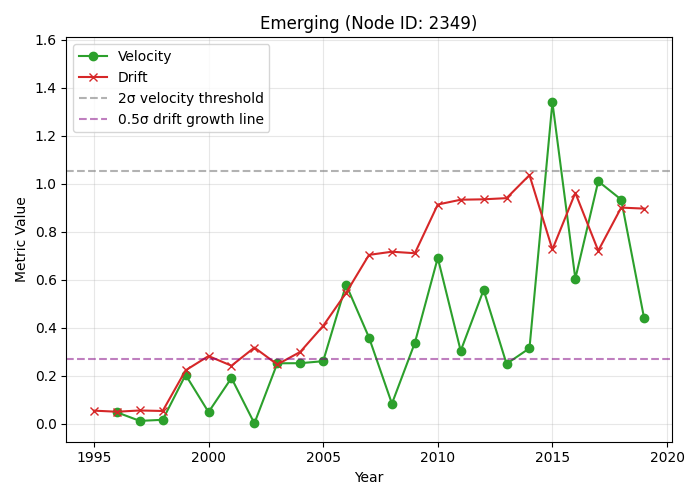 Emerging (Node ID: 2349)
Velocity
Drift
2σ velocity threshold
0.5σ drift growth line
Metric Value
1.6
1.4
1.2
1.0
0.8
0.6
0.4
0.2
0.0
1995 2000 2005 2010 2015 2020
Year